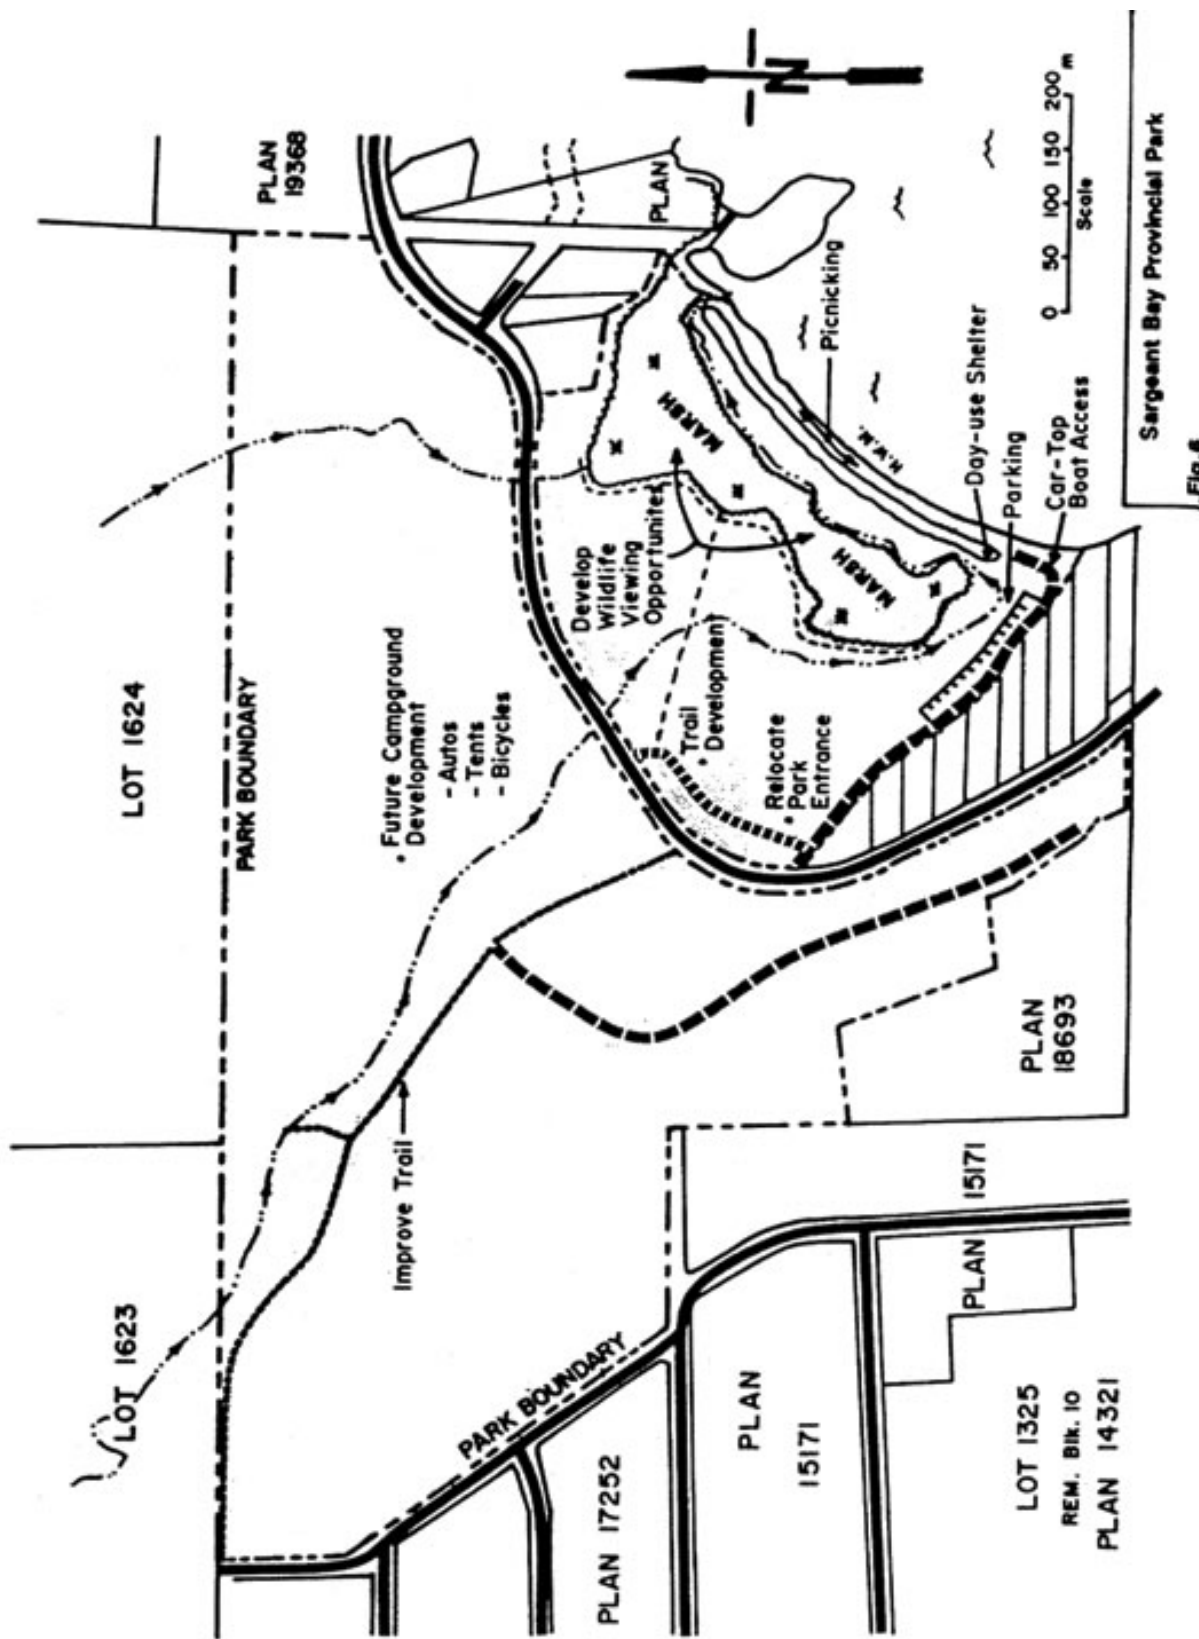 LOT 1623
LOT 1624
PLAN
19368
PARK BOUNDARY
Improve Trail
• Future Campground
Development
- Autos
- Tents
- Bicycles
PARK BOUNDARY
PLAN 17252
PLAN
15171
PLAN 15171
LOT 1325
REM. Blk. 10
PLAN 14321
PLAN
18693
Develop
Wildlife
Viewing
Opportunites
• Trail
Development
Relocate
• Park
Entrance
MARSH
MARSH
PLAN
Picnicking
H.W.M.
Day-use Shelter
Parking
Car-Top
Boat Access
N
0 50 100 150 200 m
Scale
Sargeant Bay Provincial Park